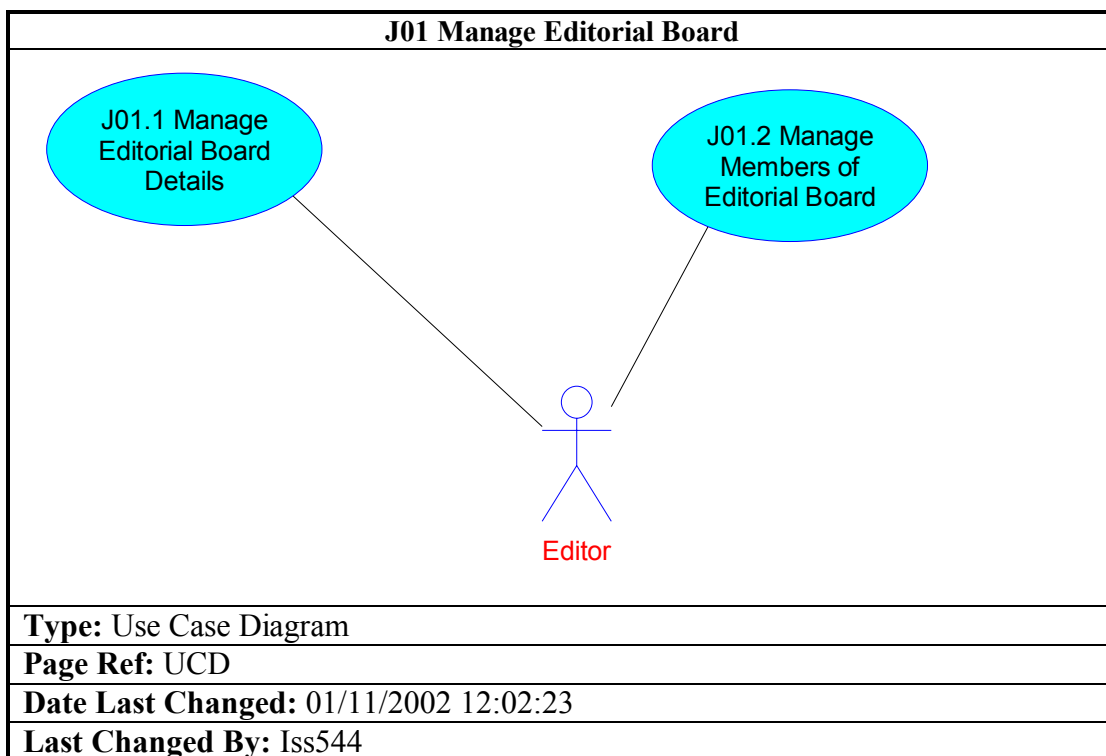 J01 Manage Editorial Board
J01.1 Manage
Editorial Board
Details
J01.2 Manage
Members of
Editorial Board
Editor
Type: Use Case Diagram
Page Ref: UCD
Date Last Changed: 01/11/2002 12:02:23
Last Changed By: Iss544